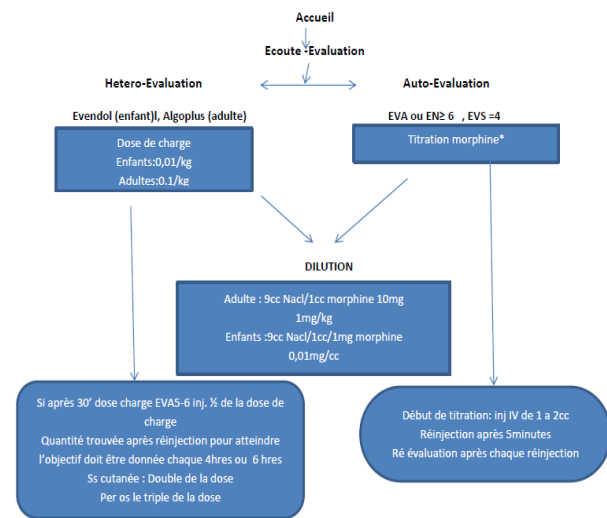 Accueil
Ecoute -Evaluation
Hetero-Evaluation
Auto-Evaluation
Evendol (enfant)l, Algoplus (adulte)
EVA ou EN≥ 6 , EVS =4
Dose de charge
Enfants:0,01/kg
Adultes:0.1/kg
Titration morphine*
DILUTION
Adulte : 9cc Nacl/1cc morphine 10mg
1mg/kg
Enfants :9cc Nacl/1cc/1mg morphine
0,01mg/cc
Si après 30’ dose charge EVA5-6 inj. ½ de la dose de
charge
Quantité trouvée après réinjection pour atteindre
l’objectif doit être donnée chaque 4hres ou 6 hres
Ss cutanée : Double de la dose
Per os le triple de la dose
Début de titration: inj IV de 1 a 2cc
Réinjection après 5minutes
Ré évaluation après chaque réinjection